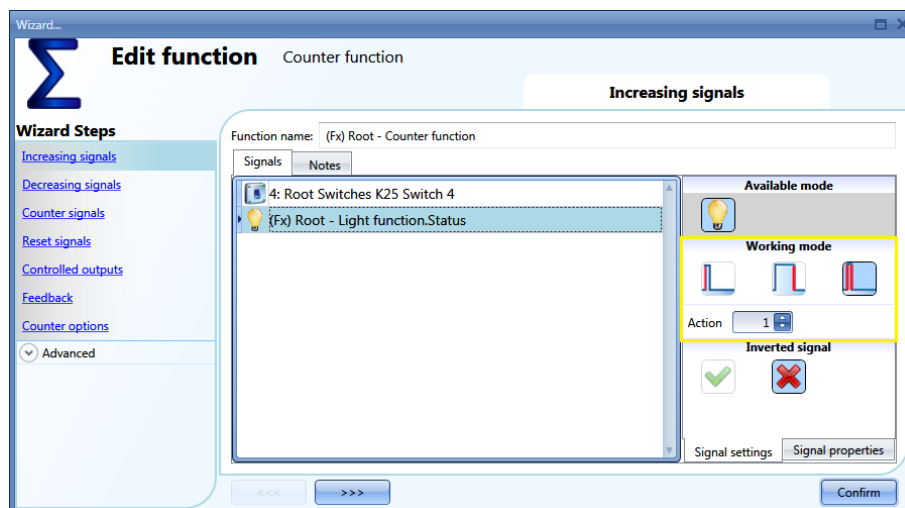 Wizard...
Edit function Counter function
Increasing signals
Wizard Steps
Increasing signals
Decreasing signals
Counter signals
Reset signals
Controlled outputs
Feedback
Counter options
Advanced
Function name: (Fx) Root - Counter function
Signals Notes
4: Root Switches K25 Switch 4
(Fx) Root - Light function.Status
Available mode
Working mode
Action 1
Inverted signal
Signal settings Signal properties
<<< >>> Confirm